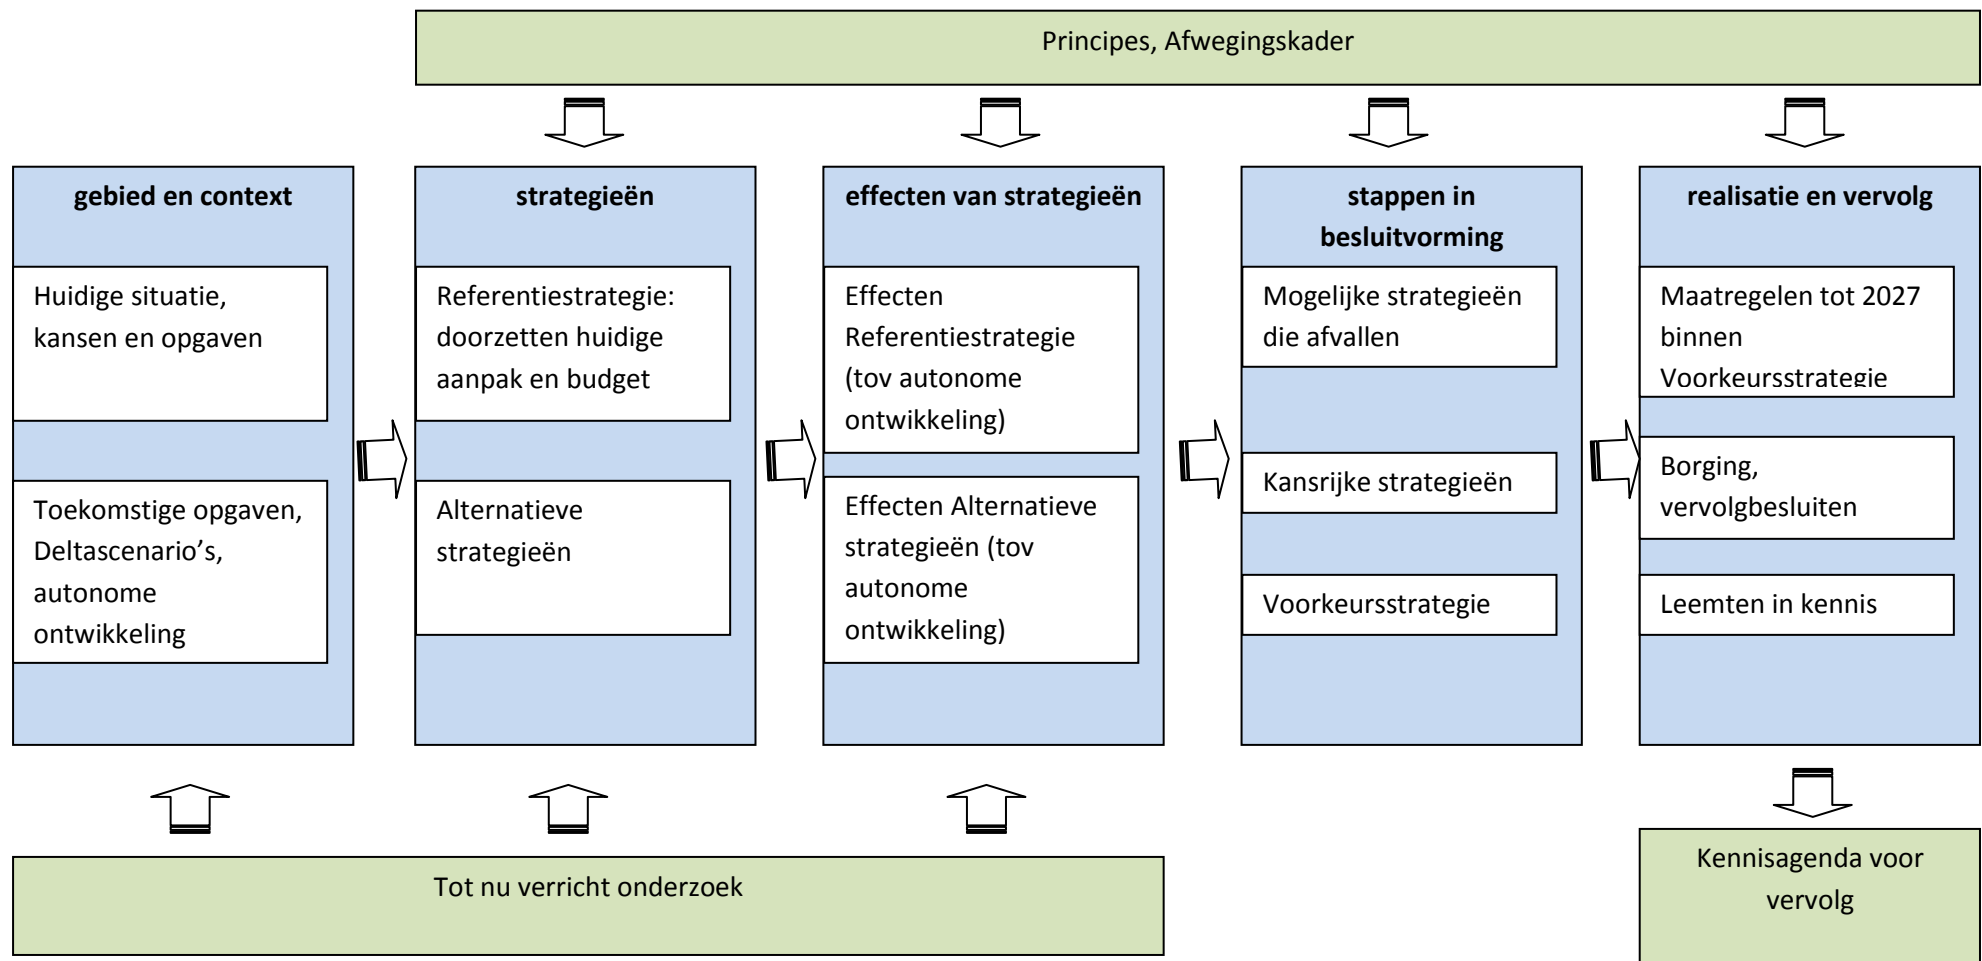 Principes, Afwegingskader
gebied en context
Huidige situatie,
kansen en opgaven
Toekomstige opgaven,
Deltascenario’s,
autonome
ontwikkeling
strategieën
Referentiestrategie:
doorzetten huidige
aanpak en budget
Alternatieve
strategieën
effecten van strategieën
Effecten
Referentiestrategie
(tov autonome
ontwikkeling)
Effecten Alternatieve
strategieën (tov
autonome
ontwikkeling)
stappen in
besluitvorming
Mogelijke strategieën
die afvallen
Kansrijke strategieën
Voorkeursstrategie
realisatie en vervolg
Maatregelen tot 2027
binnen
Voorkeursstrategie
Borging,
vervolgbesluiten
Leemten in kennis
Tot nu verricht onderzoek
Kennisagenda voor
vervolg